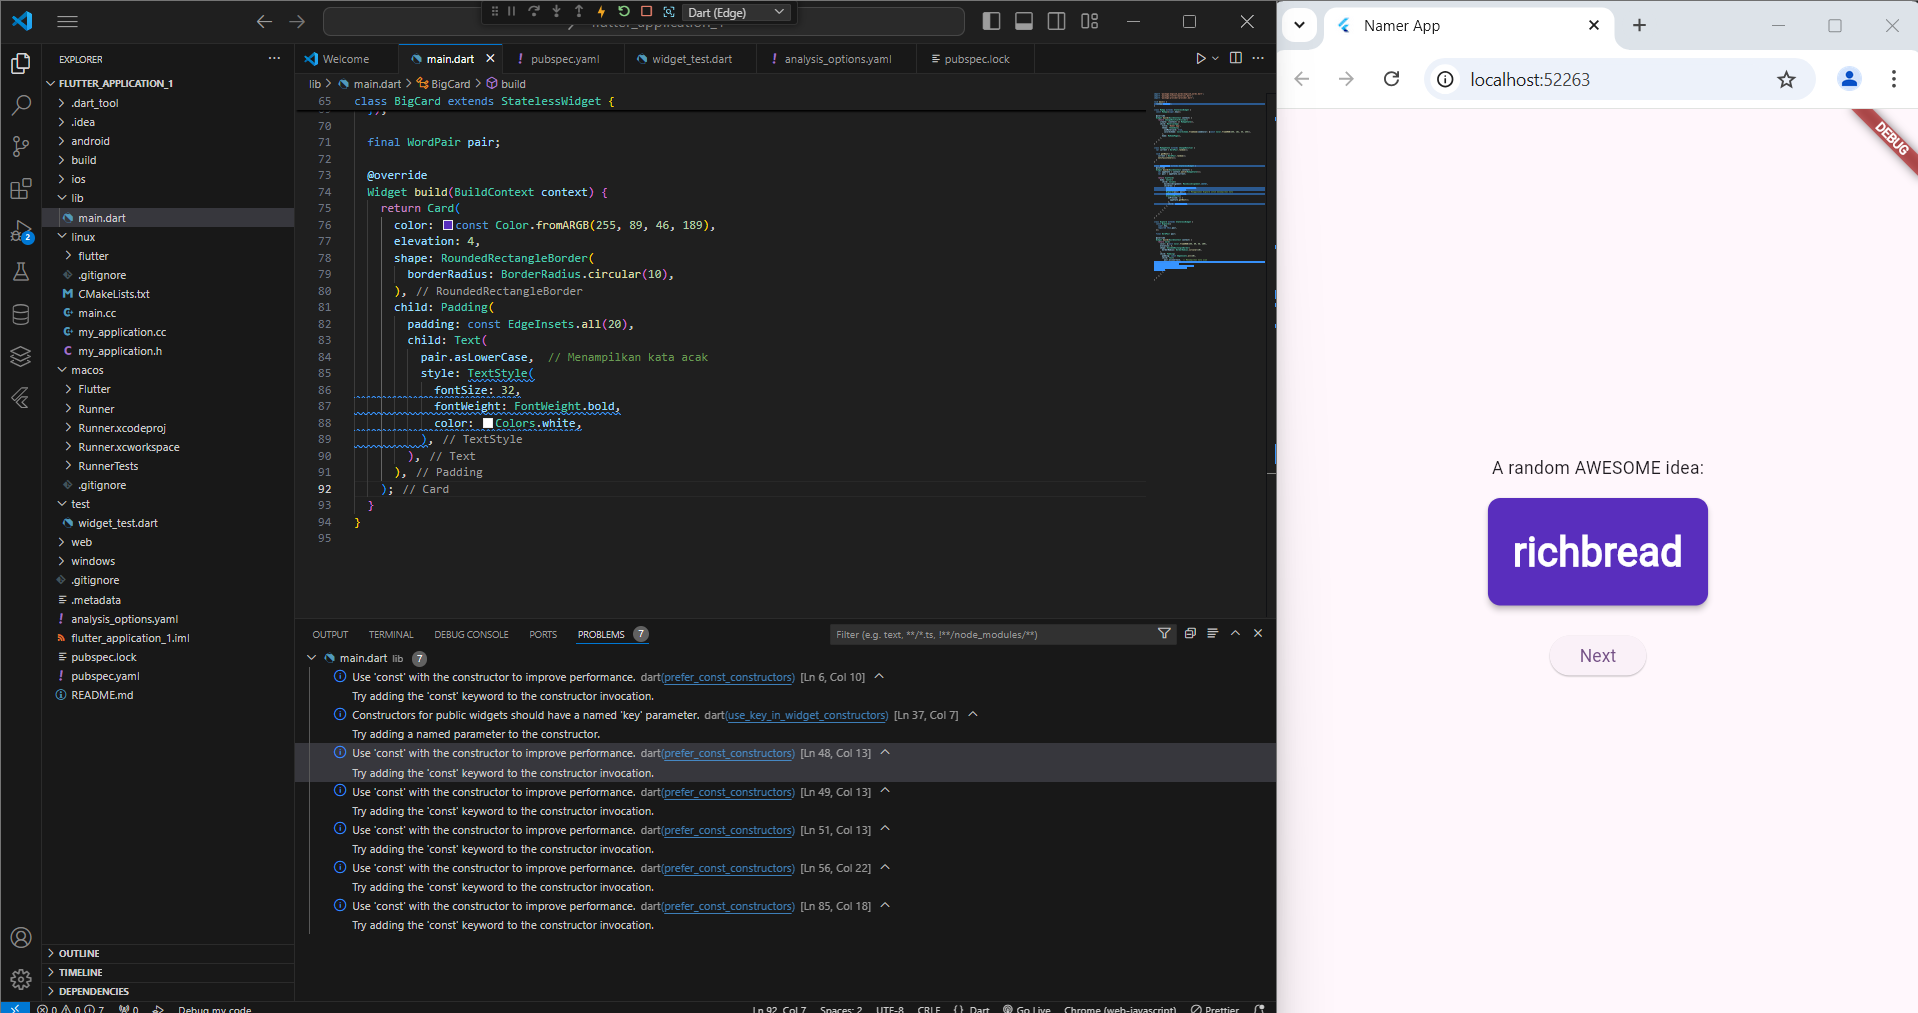 Dart (Edge)
Namer App
localhost:52263
EXPLORER
FLUTTER_APPLICATION_1
.dart_tool
.idea
android
build
ios
lib
main.dart
linux
flutter
.gitignore
CMakeLists.txt
main.cc
my_application.cc
my_application.h
macos
Flutter
Runner
Runner.xcodeproj
Runner.xcworkspace
RunnerTests
.gitignore
test
widget_test.dart
web
windows
.gitignore
.metadata
analysis_options.yaml
flutter_application_1.iml
pubspec.lock
pubspec.yaml
README.md
OUTLINE
TIMELINE
DEPENDENCIES
2
Welcome main.dart pubspec.yaml widget_test.dart analysis_options.yaml pubspec.lock
lib > main.dart > BigCard > build
65 class BigCard extends StatelessWidget {
70
71 final WordPair pair;
72
73 @override
74 Widget build(BuildContext context) {
75 return Card(
76 color: const Color.fromARGB(255, 89, 46, 189),
77 elevation: 4,
78 shape: RoundedRectangleBorder(
79 borderRadius: BorderRadius.circular(10),
80 ), // RoundedRectangleBorder
81 child: Padding(
82 padding: const EdgeInsets.all(20),
83 child: Text(
84 pair.asLowerCase, // Menampilkan kata acak
85 style: TextStyle(
86 fontSize: 32,
87 fontWeight: FontWeight.bold,
88 color: Colors.white,
89 ), // TextStyle
90 ), // Text
91 ), // Padding
92 ); // Card
93 }
94 }
95
OUTPUT TERMINAL DEBUG CONSOLE PORTS PROBLEMS 7
Filter (e.g. text, **/*.ts, !**/node_modules/**)
main.dart lib 7
Use 'const' with the constructor to improve performance. dart(prefer_const_constructors) [Ln 6, Col 10]
Try adding the 'const' keyword to the constructor invocation.
Constructors for public widgets should have a named 'key' parameter. dart(use_key_in_widget_constructors) [Ln 37, Col 7]
Try adding a named parameter to the constructor.
Use 'const' with the constructor to improve performance. dart(prefer_const_constructors) [Ln 48, Col 13]
Try adding the 'const' keyword to the constructor invocation.
Use 'const' with the constructor to improve performance. dart(prefer_const_constructors) [Ln 49, Col 13]
Try adding the 'const' keyword to the constructor invocation.
Use 'const' with the constructor to improve performance. dart(prefer_const_constructors) [Ln 51, Col 13]
Try adding the 'const' keyword to the constructor invocation.
Use 'const' with the constructor to improve performance. dart(prefer_const_constructors) [Ln 56, Col 22]
Try adding the 'const' keyword to the constructor invocation.
Use 'const' with the constructor to improve performance. dart(prefer_const_constructors) [Ln 85, Col 18]
Try adding the 'const' keyword to the constructor invocation.
0 0 7 0 Debug my code
Ln 92, Col 7 Spaces: 2 UTF-8 CRLF {} Dart Go Live Chrome (web-javascript) Prettier
DEBUG
A random AWESOME idea:
richbread
Next